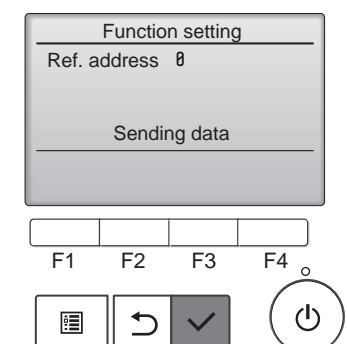 Function setting
Ref. address 0
Sending data
F1 F2 F3 F4